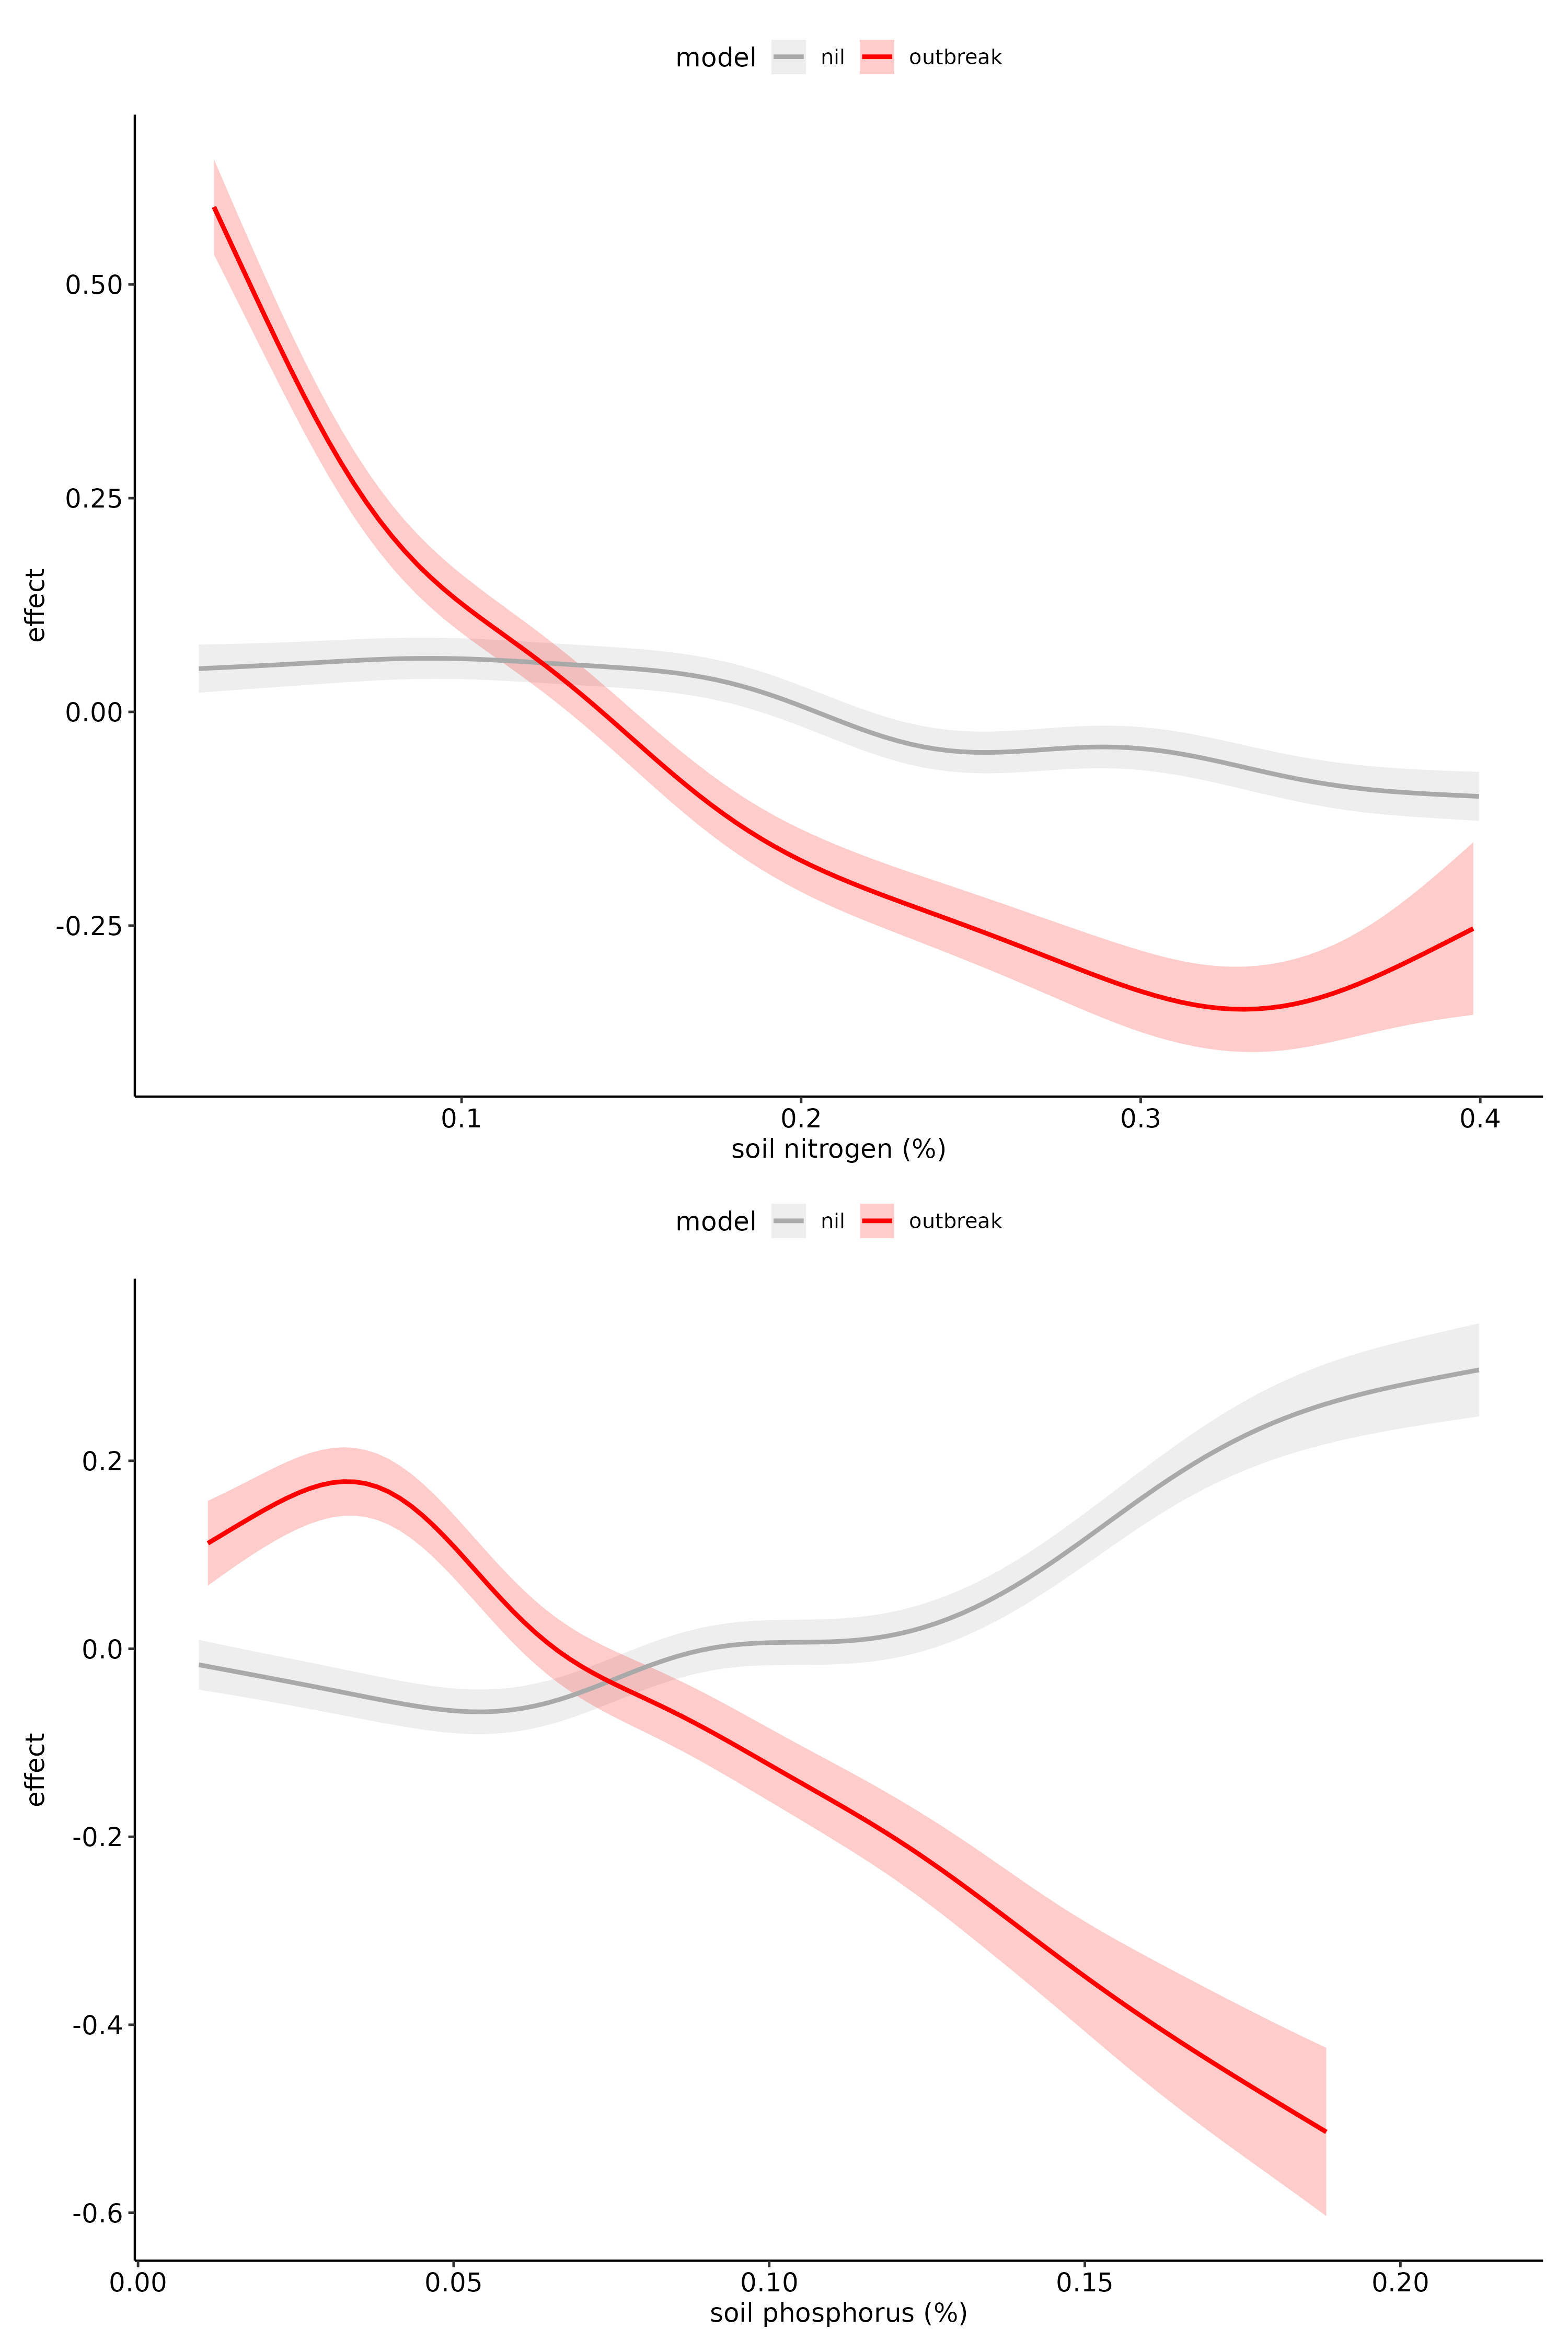 model nil outbreak
effect
0.50
0.25
0.00
-0.25
0.1 0.2 0.3 0.4
soil nitrogen (%)
model nil outbreak
effect
0.2
0.0
-0.2
-0.4
-0.6
0.00 0.05 0.10 0.15 0.20
soil phosphorus (%)